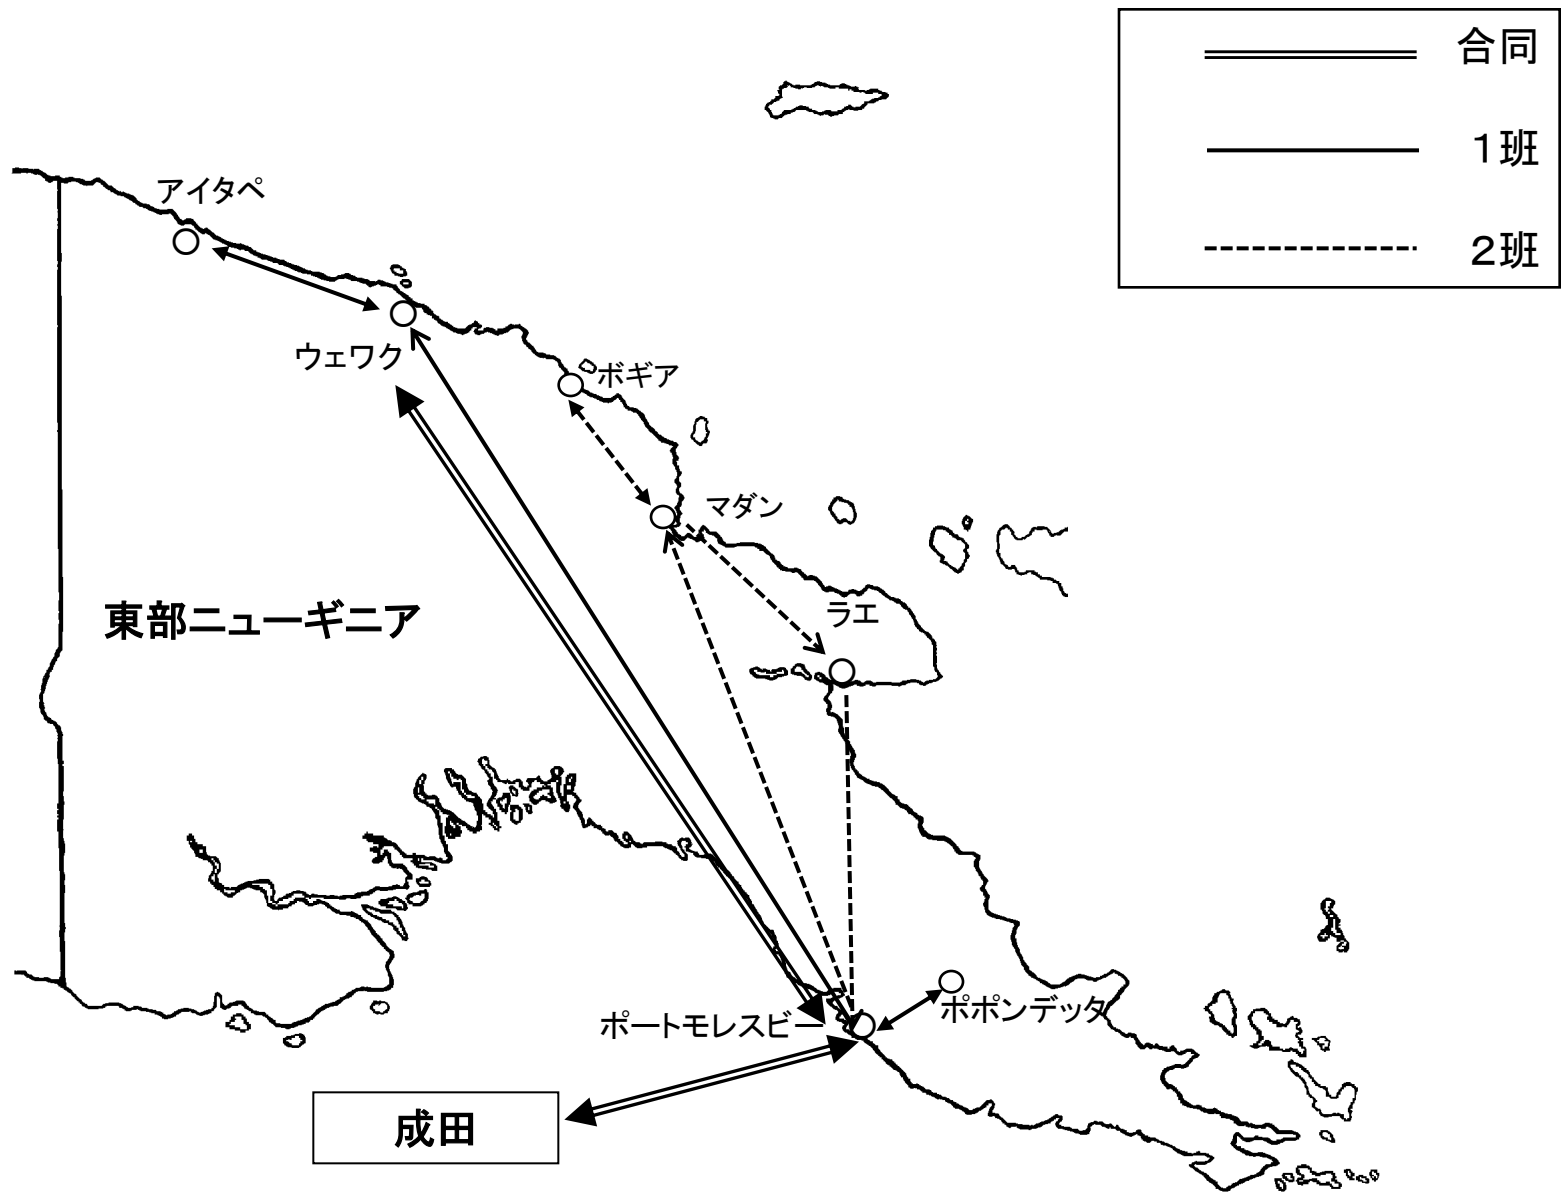 合同
１班
２班
アイタペ
ウェワク
ボギア
マダン
ラエ
東部ニューギニア
ポポンデッタ
ポートモレスビー
成田